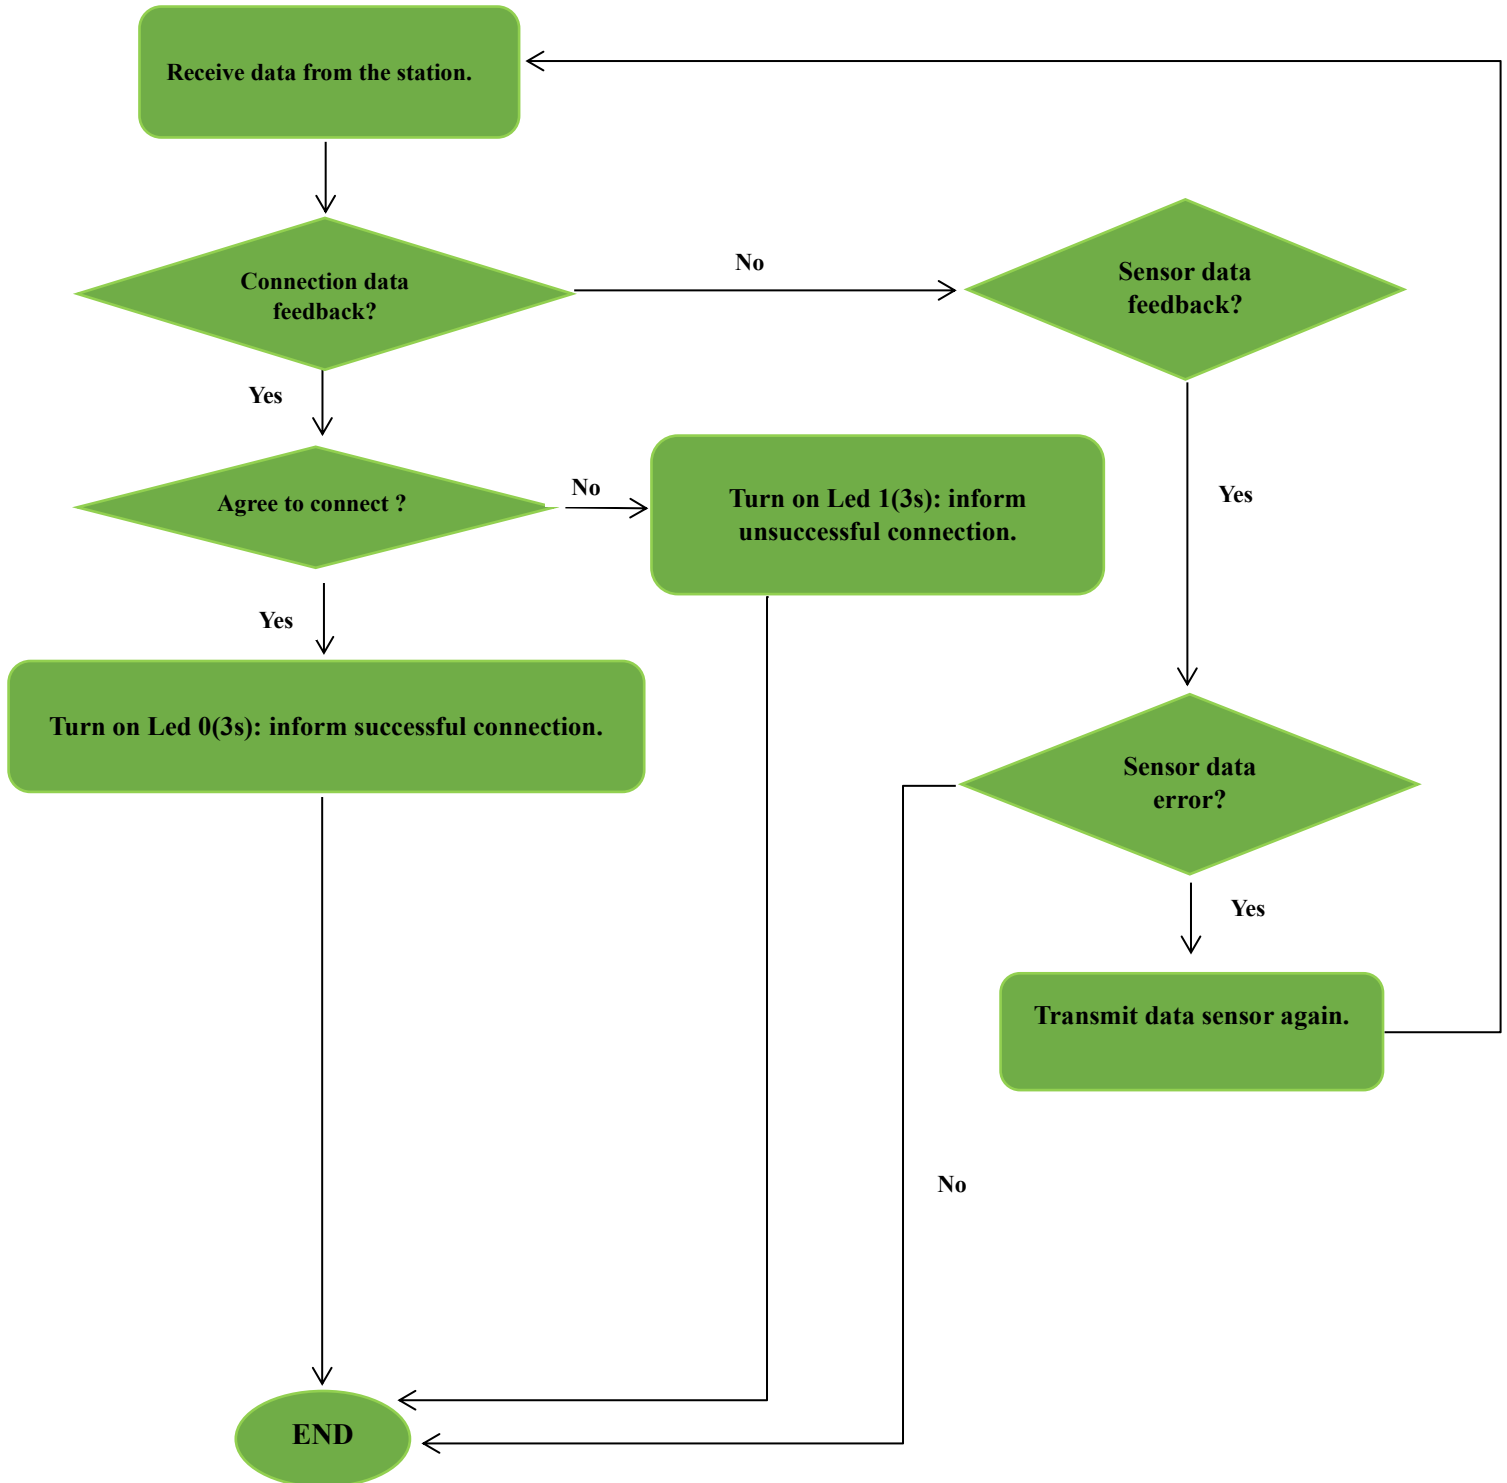 Receive data from the station.
Connection data
feedback?
No
Sensor data
feedback?
Yes
Agree to connect ?
No
Turn on Led 1(3s): inform
unsuccessful connection.
Yes
Yes
Turn on Led 0(3s): inform successful connection.
Sensor data
error?
Yes
Transmit data sensor again.
No
END